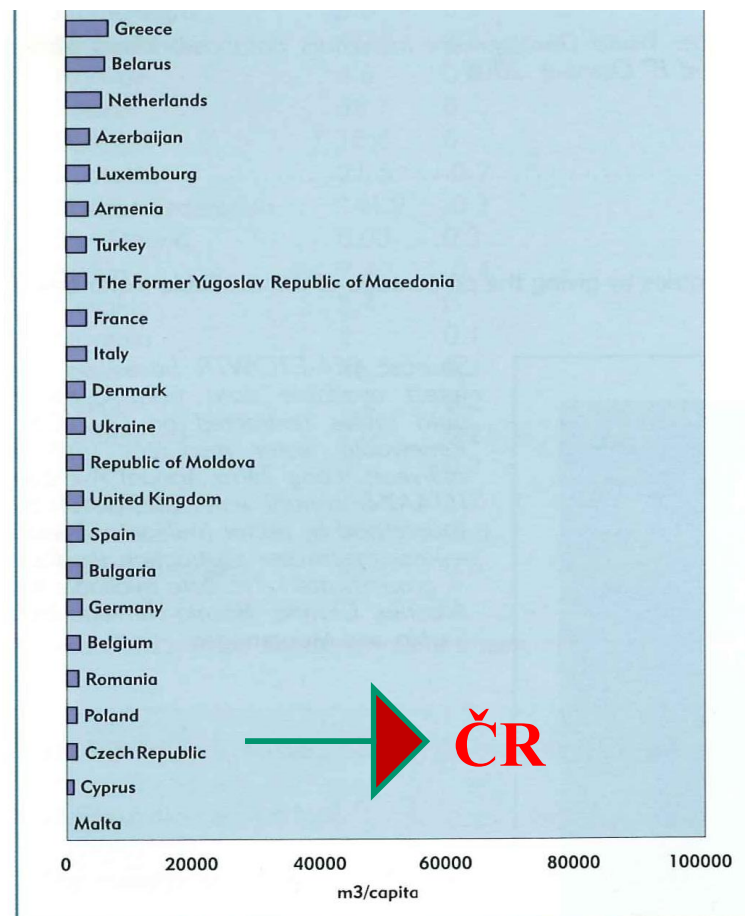 Greece
Belarus
Netherlands
Azerbaijan
Luxembourg
Armenia
Turkey
The Former Yugoslav Republic of Macedonia
France
Italy
Denmark
Ukraine
Republic of Moldova
United Kingdom
Spain
Bulgaria
Germany
Belgium
Romania
Poland
Czech Republic
ČR
Cyprus
Malta
0 20000 40000 60000 80000 100000
m3/capita